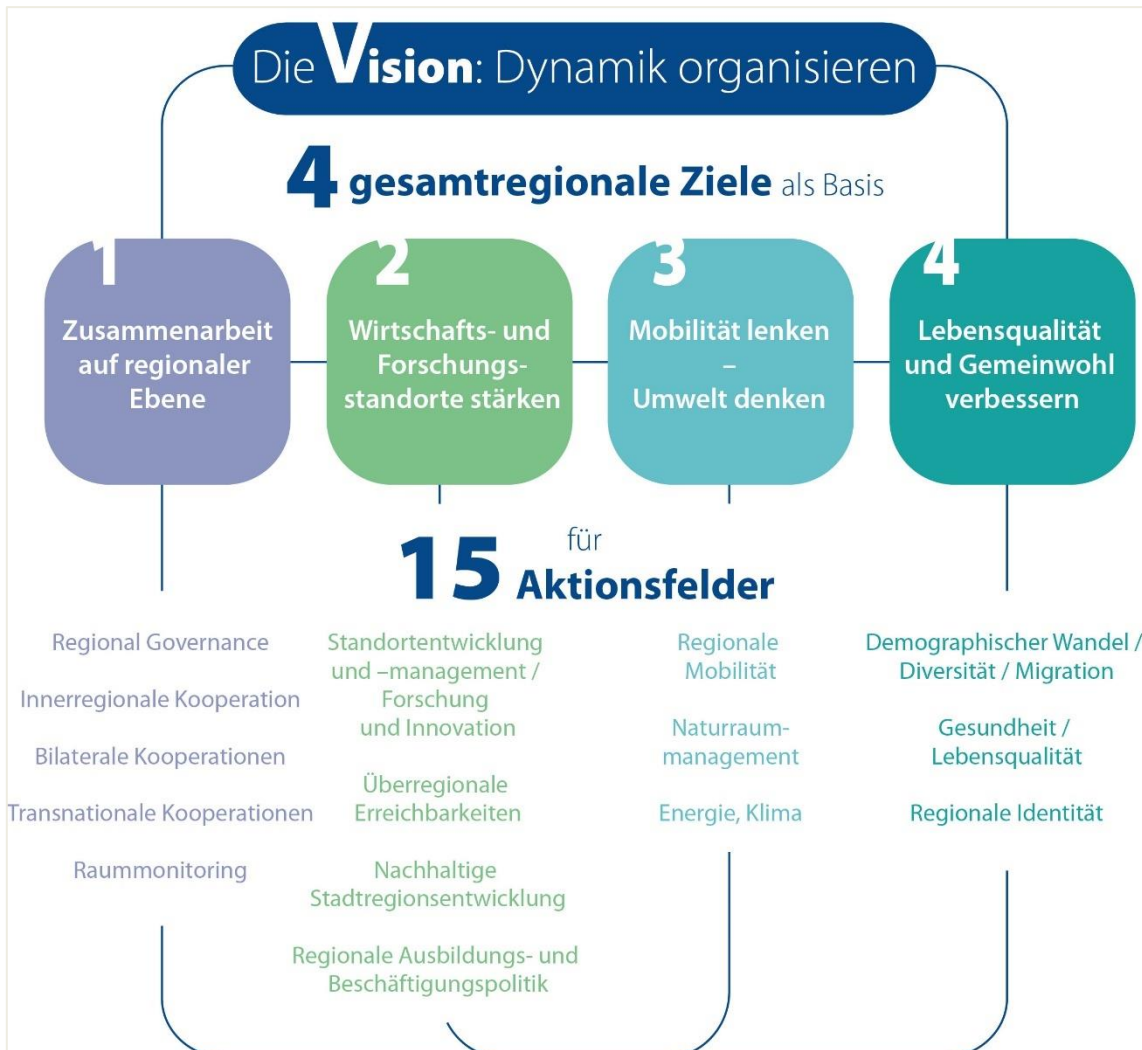 Die Vision: Dynamik organisieren
4 gesamtregionale Ziele als Basis
1
Zusammenarbeit
auf regionaler
Ebene
2
Wirtschafts- und
Forschungs-
standorte stärken
3
Mobilität lenken
–
Umwelt denken
4
Lebensqualität
und Gemeinwohl
verbessern
für
15 Aktionsfelder
Regional Governance
Innerregionale Kooperation
Bilaterale Kooperationen
Transnationale Kooperationen
Raummonitoring
Standortentwicklung
und –management /
Forschung
und Innovation
Überregionale
Erreichbarkeiten
Nachhaltige
Stadtregionsentwicklung
Regionale Ausbildungs- und
Beschäftigungspolitik
Regionale
Mobilität
Naturraum-
management
Energie, Klima
Demographischer Wandel /
Diversität / Migration
Gesundheit /
Lebensqualität
Regionale Identität